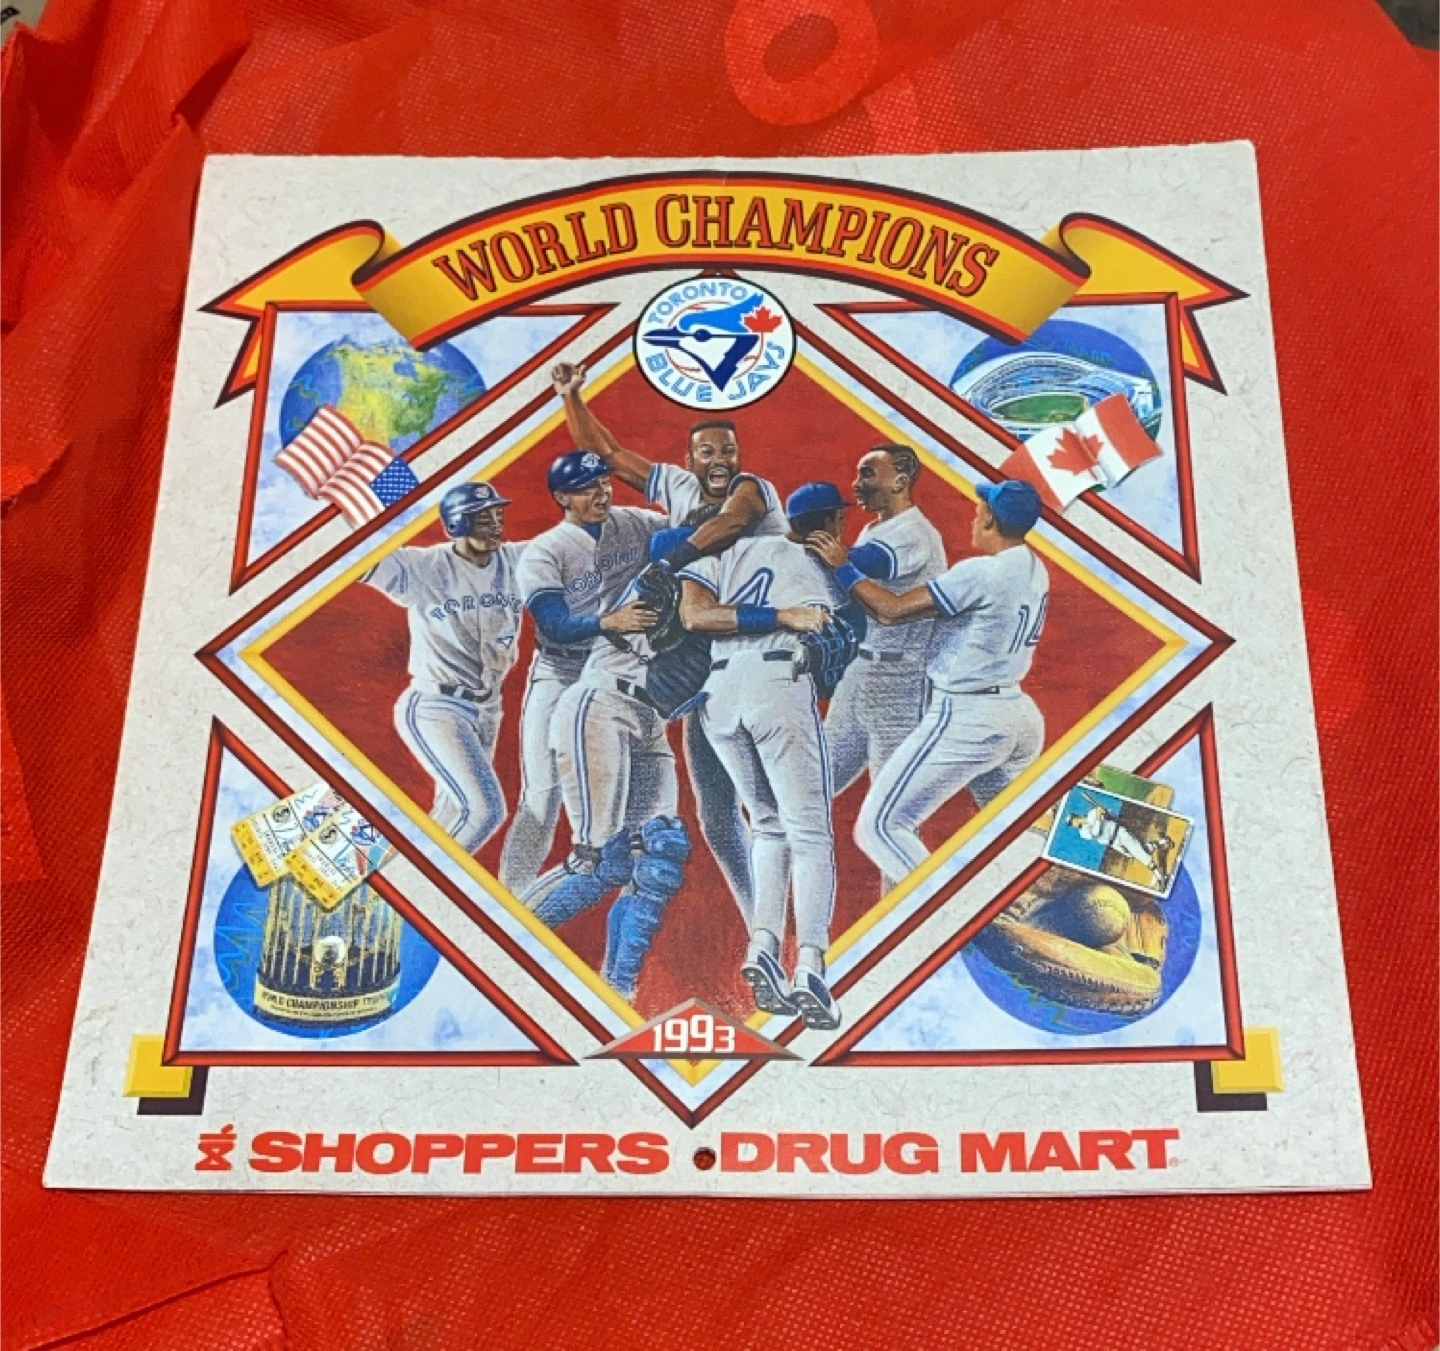 WORLD CHAMPIONS
TORONTO
BLUE JAYS
TORONTO
TORONTO
4
14
WORLD CHAMPIONSHIP TROPHY
1993
SHOPPERS DRUG MART